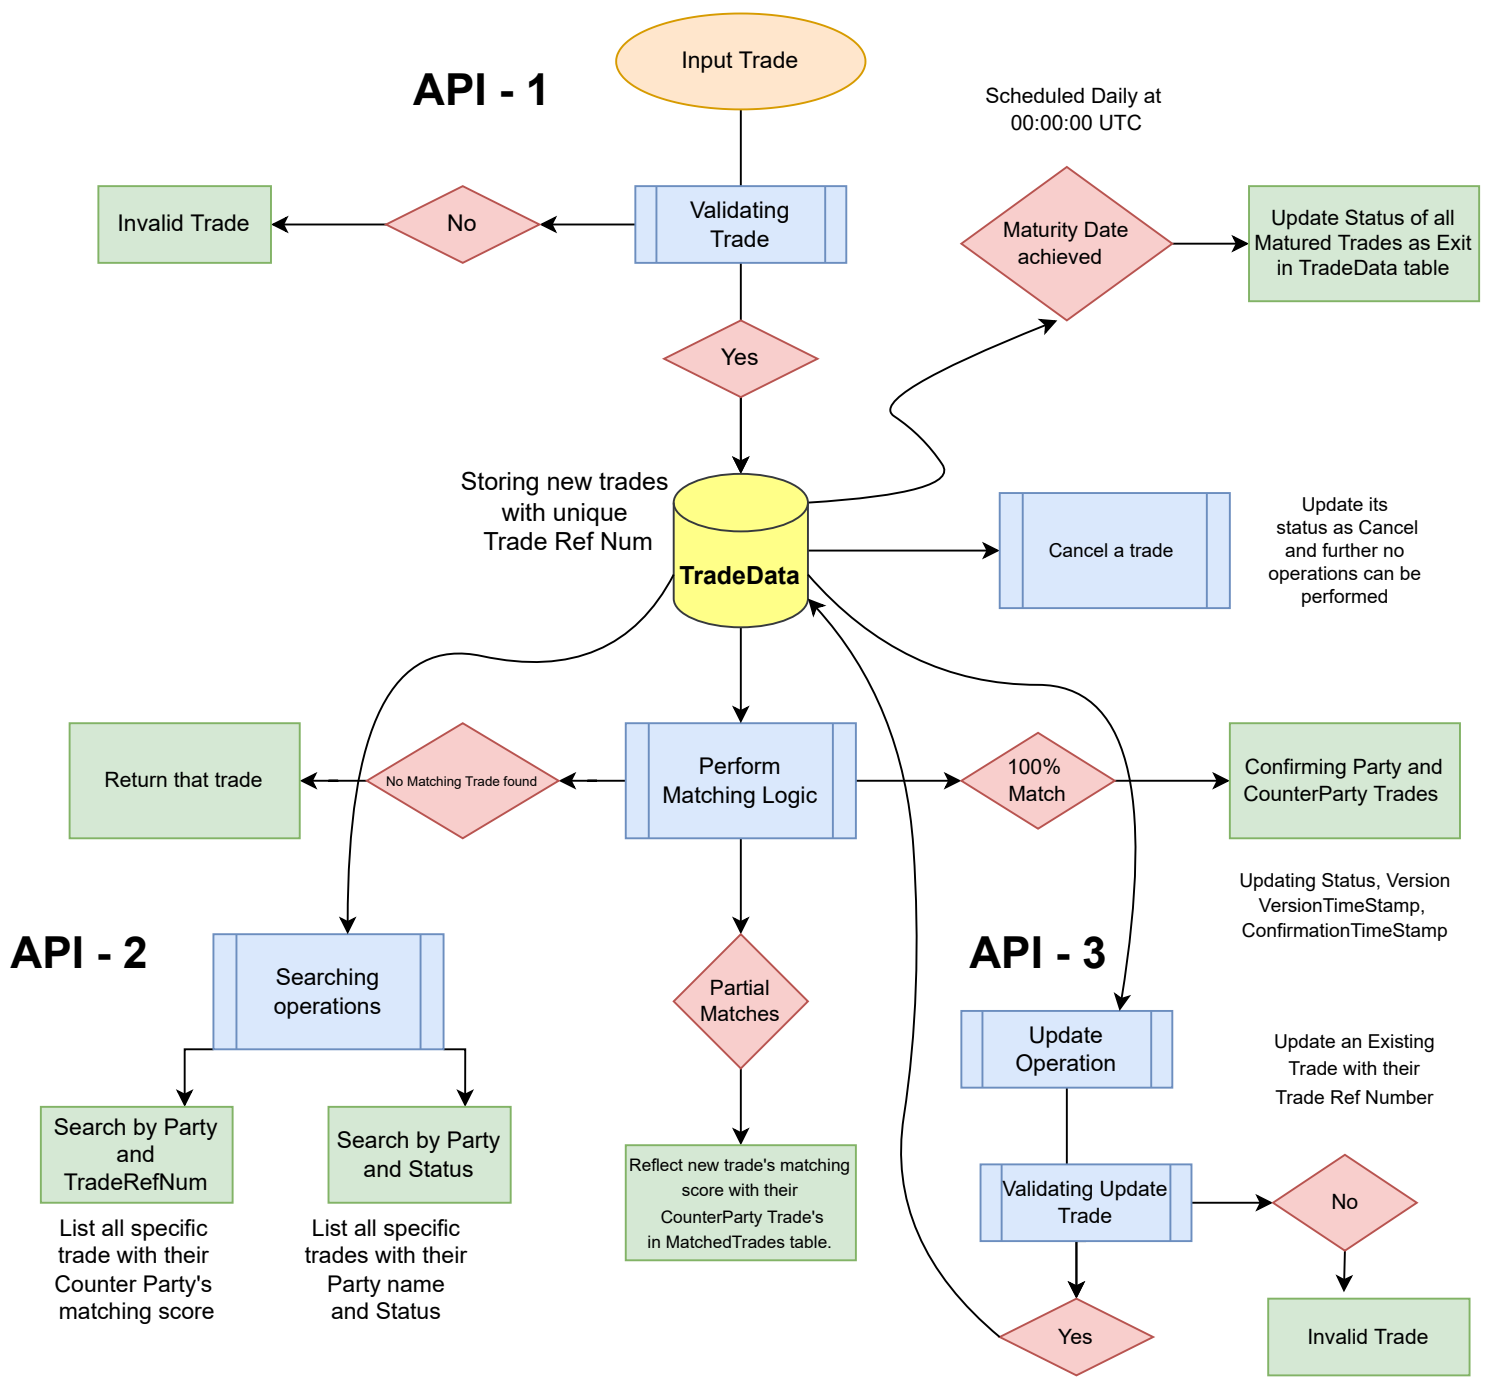 Input Trade
API - 1
Scheduled Daily at
00:00:00 UTC
Invalid Trade
No
Validating
Trade
Maturity Date
achieved
Update Status of all
Matured Trades as Exit
in TradeData table
Yes
Storing new trades
with unique
Trade Ref Num
TradeData
Cancel a trade
Update its
status as Cancel
and further no
operations can be
performed
Return that trade
No Matching Trade found
Perform
Matching Logic
100%
Match
Confirming Party and
CounterParty Trades
Updating Status, Version
VersionTimeStamp,
ConfirmationTimeStamp
API - 2
Searching
operations
Partial
Matches
API - 3
Update
Operation
Update an Existing
Trade with their
Trade Ref Number
Search by Party
and
TradeRefNum
Search by Party
and Status
List all specific
trade with their
Counter Party's
matching score
List all specific
trades with their
Party name
and Status
Reflect new trade's matching
score with their
CounterParty Trade's
in MatchedTrades table.
Validating Update
Trade
No
Yes
Invalid Trade